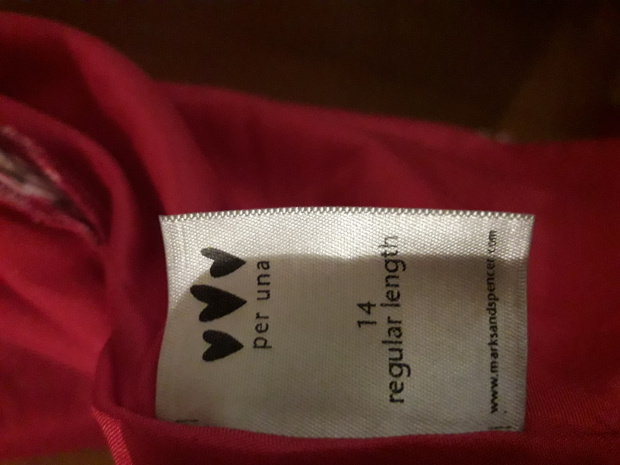 per una
14
regular length
www.marksandspencer.com